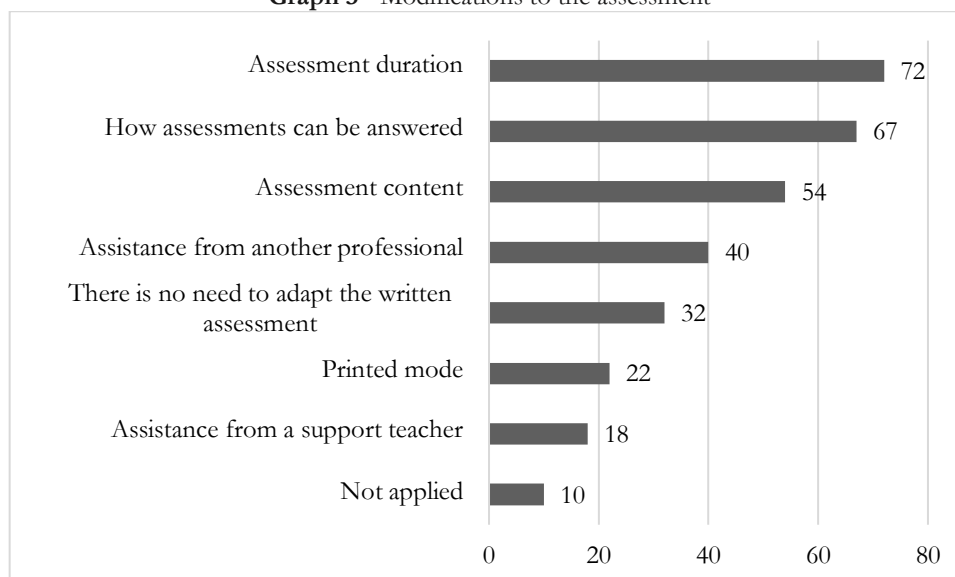 Graph 3 - Modifications to the assessment
Assessment duration 72
How assessments can be answered 67
Assessment content 54
Assistance from another professional 40
There is no need to adapt the written
assessment 32
Printed mode 22
Assistance from a support teacher 18
Not applied 10
0 20 40 60 80